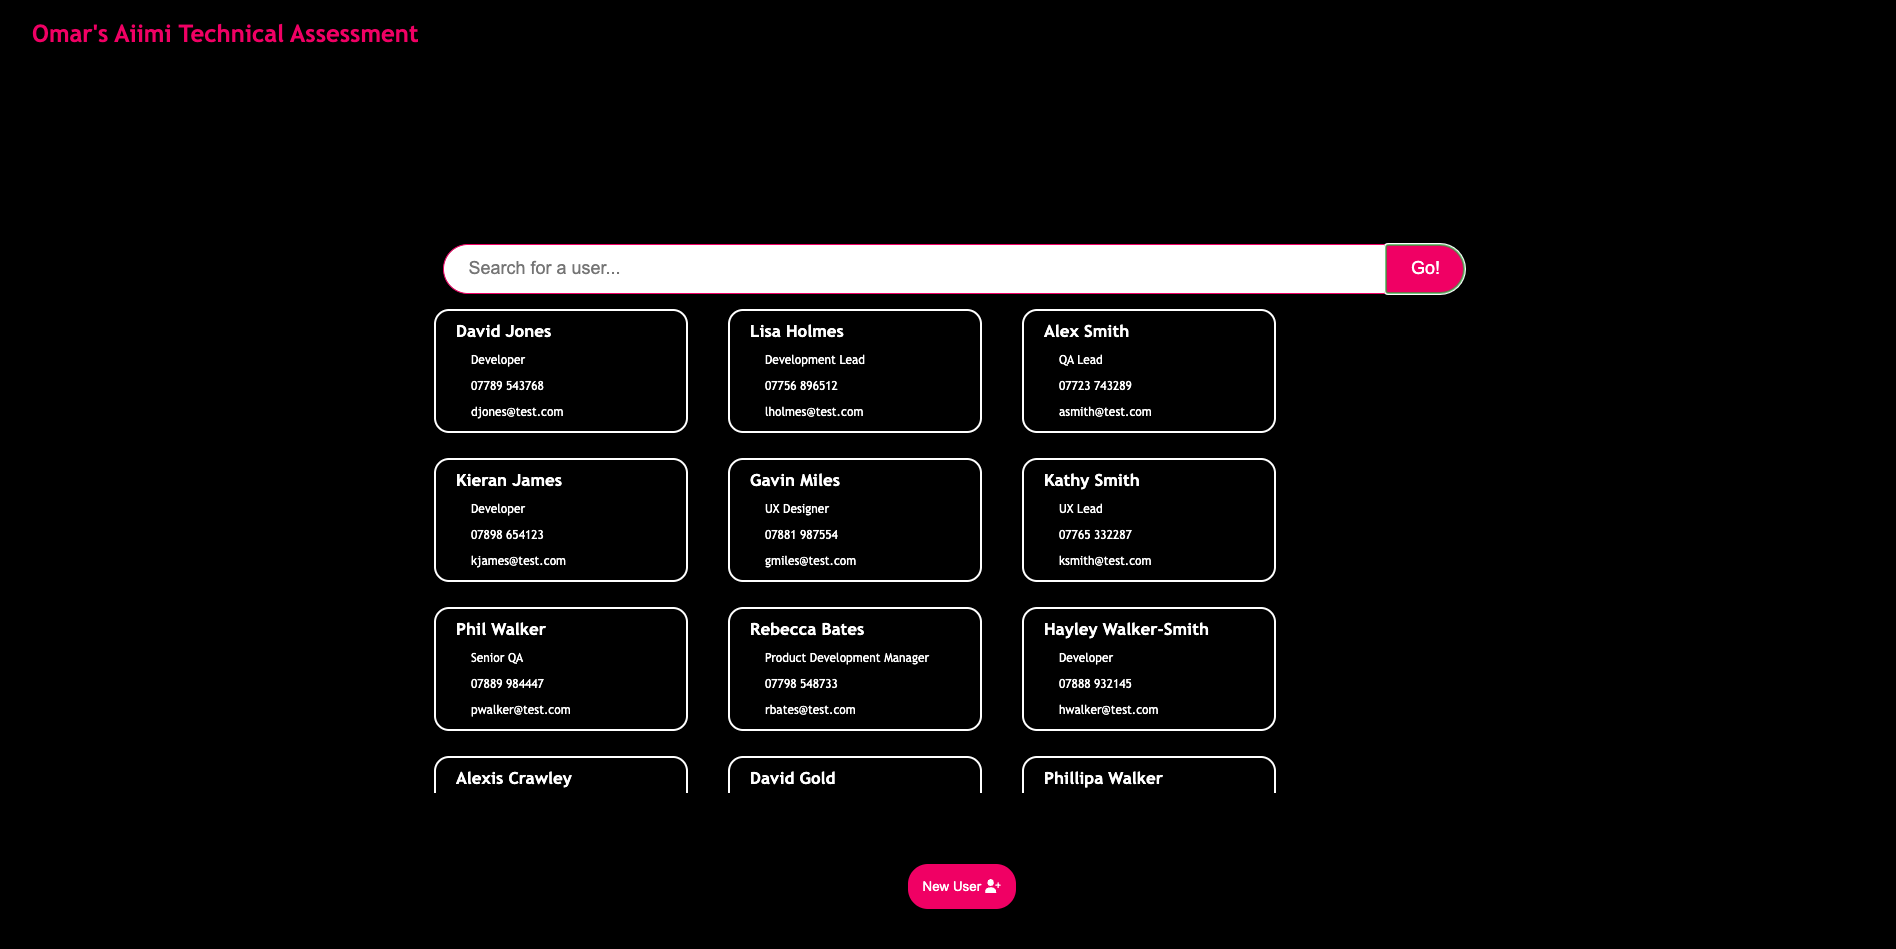 Omar's Aiimi Technical Assessment
Search for a user...
Go!
David Jones
Developer
07789 543768
djones@test.com
Lisa Holmes
Development Lead
07756 896512
lholmes@test.com
Alex Smith
QA Lead
07723 743289
asmith@test.com
Kieran James
Developer
07898 654123
kjames@test.com
Gavin Miles
UX Designer
07881 987554
gmiles@test.com
Kathy Smith
UX Lead
07765 332287
ksmith@test.com
Phil Walker
Senior QA
07889 984447
pwalker@test.com
Rebecca Bates
Product Development Manager
07798 548733
rbates@test.com
Hayley Walker-Smith
Developer
07888 932145
hwalker@test.com
Alexis Crawley
David Gold
Phillipa Walker
New User